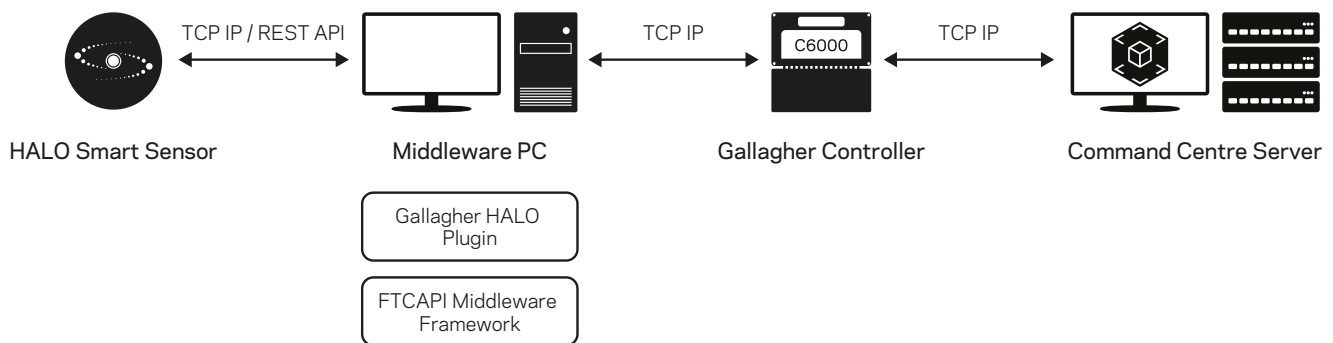 TCP IP / REST API
TCP IP
C6000
TCP IP
HALO Smart Sensor
Middleware PC
Gallagher Controller
Command Centre Server
Gallagher HALO
Plugin
FTCAPI Middleware
Framework